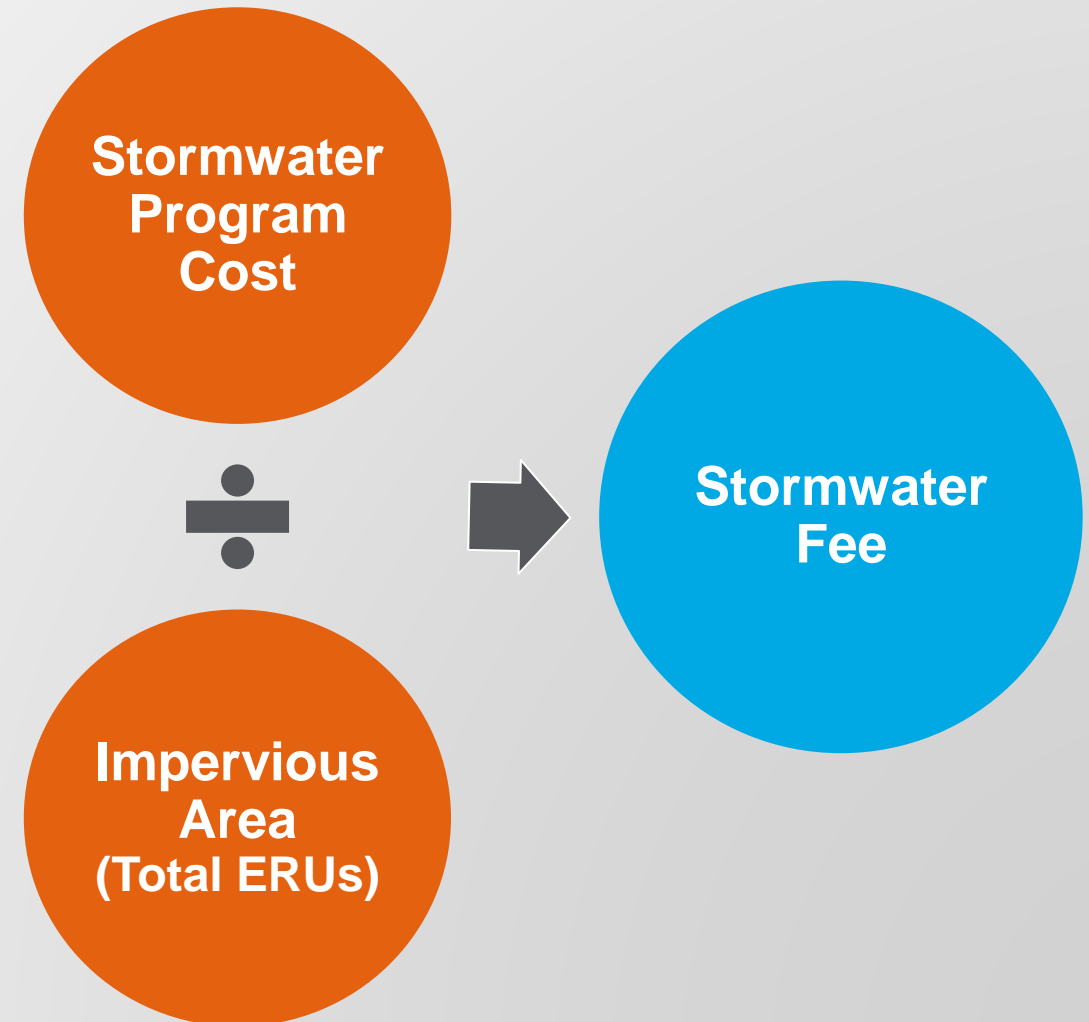 Stormwater
Program
Cost
÷
Impervious
Area
(Total ERUs)
Stormwater
Fee